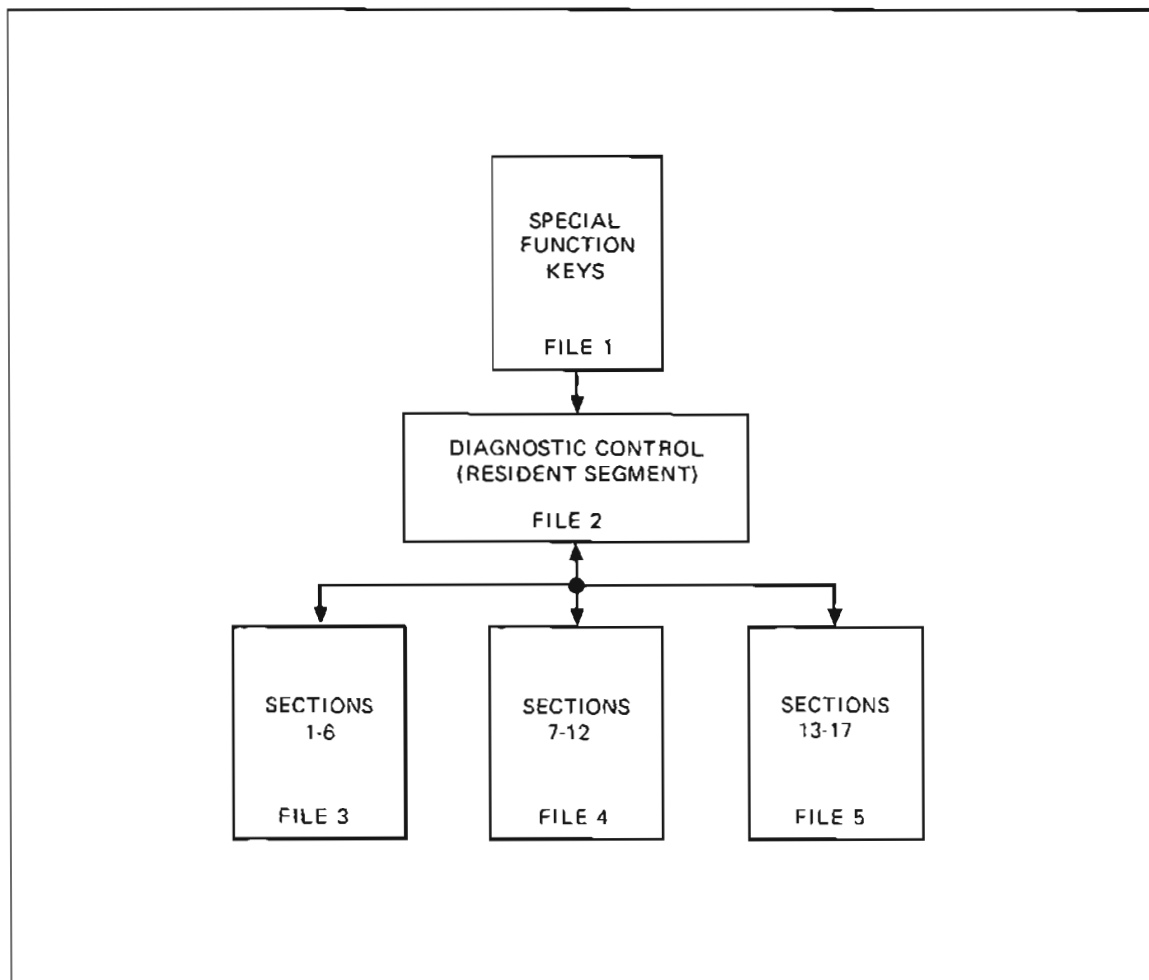 SPECIAL
FUNCTION
KEYS
FILE 1
DIAGNOSTIC CONTROL
(RESIDENT SEGMENT)
FILE 2
SECTIONS
1-6
FILE 3
SECTIONS
7-12
FILE 4
SECTIONS
13-17
FILE 5